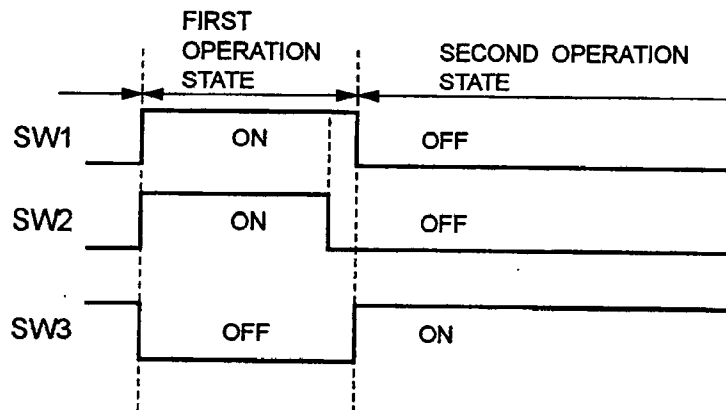 FIRST
OPERATION
STATE
SECOND OPERATION
STATE
SW1
ON
OFF
SW2
ON
OFF
SW3
OFF
ON